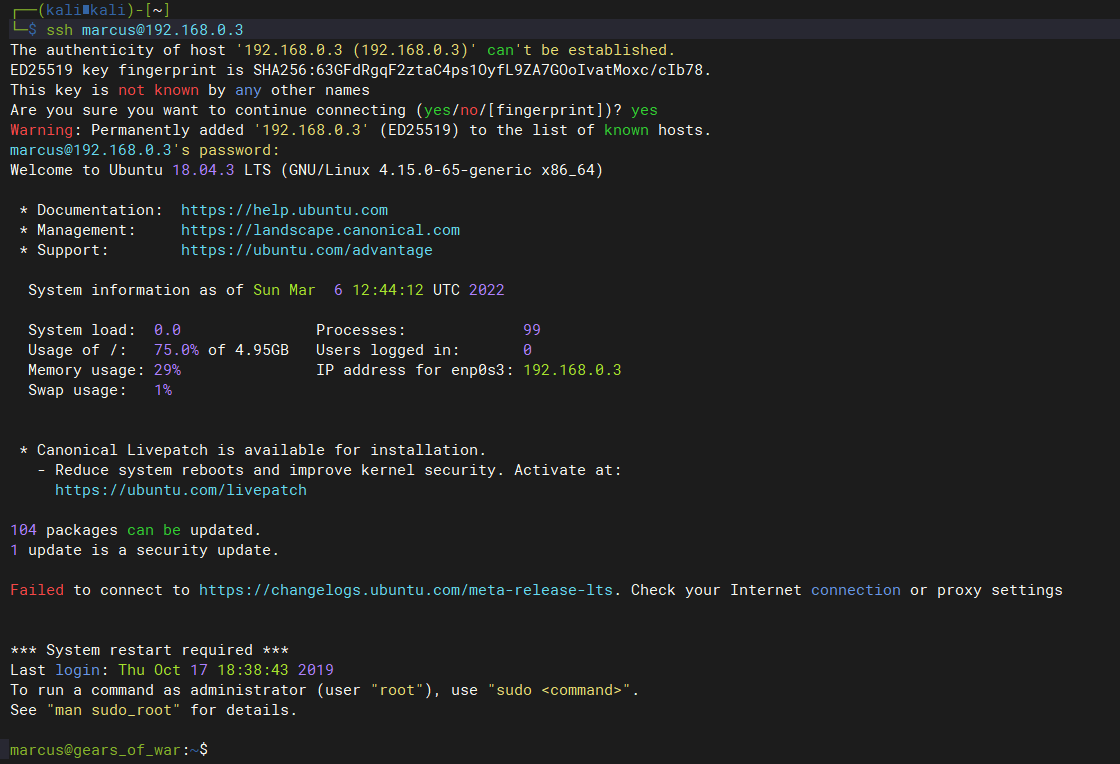 ┌──(kali㉿kali)-[~]
└─$ ssh marcus@192.168.0.3
The authenticity of host '192.168.0.3 (192.168.0.3)' can't be established.
ED25519 key fingerprint is SHA256:63GFdRgqF2ztaC4ps1OyfL9ZA7GOoIvatMoxc/cIb78.
This key is not known by any other names
Are you sure you want to continue connecting (yes/no/[fingerprint])? yes
Warning: Permanently added '192.168.0.3' (ED25519) to the list of known hosts.
marcus@192.168.0.3's password:
Welcome to Ubuntu 18.04.3 LTS (GNU/Linux 4.15.0-65-generic x86_64)

 * Documentation:  https://help.ubuntu.com
 * Management:     https://landscape.canonical.com
 * Support:        https://ubuntu.com/advantage

  System information as of Sun Mar  6 12:44:12 UTC 2022

  System load:  0.0               Processes:             99
  Usage of /:   75.0% of 4.95GB   Users logged in:       0
  Memory usage: 29%               IP address for enp0s3: 192.168.0.3
  Swap usage:   1%


 * Canonical Livepatch is available for installation.
   - Reduce system reboots and improve kernel security. Activate at:
     https://ubuntu.com/livepatch

104 packages can be updated.
1 update is a security update.

Failed to connect to https://changelogs.ubuntu.com/meta-release-lts. Check your Internet connection or proxy settings


*** System restart required ***
Last login: Thu Oct 17 18:38:43 2019
To run a command as administrator (user "root"), use "sudo <command>".
See "man sudo_root" for details.

marcus@gears_of_war:~$